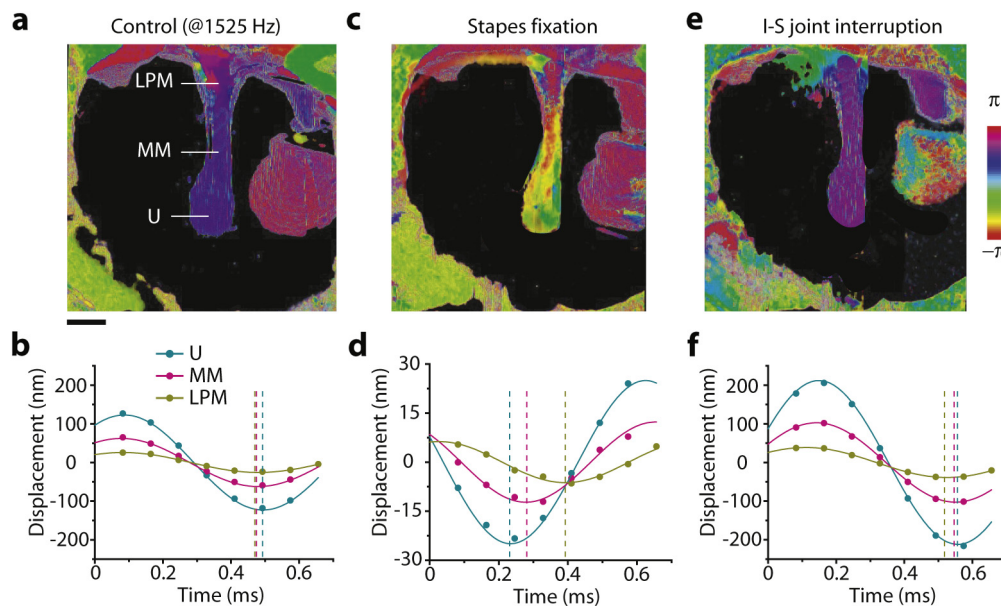 a Control (@1525 Hz)
c Stapes fixation
e I-S joint interruption
LPM
MM
U
π
−π
b
U
MM
LPM
Displacement (nm)
200
100
0
-100
-200
0 0.2 0.4 0.6
Time (ms)
d
Displacement (nm)
30
15
0
-15
-30
0 0.2 0.4 0.6
Time (ms)
f
Displacement (nm)
200
100
0
-100
-200
0 0.2 0.4 0.6
Time (ms)